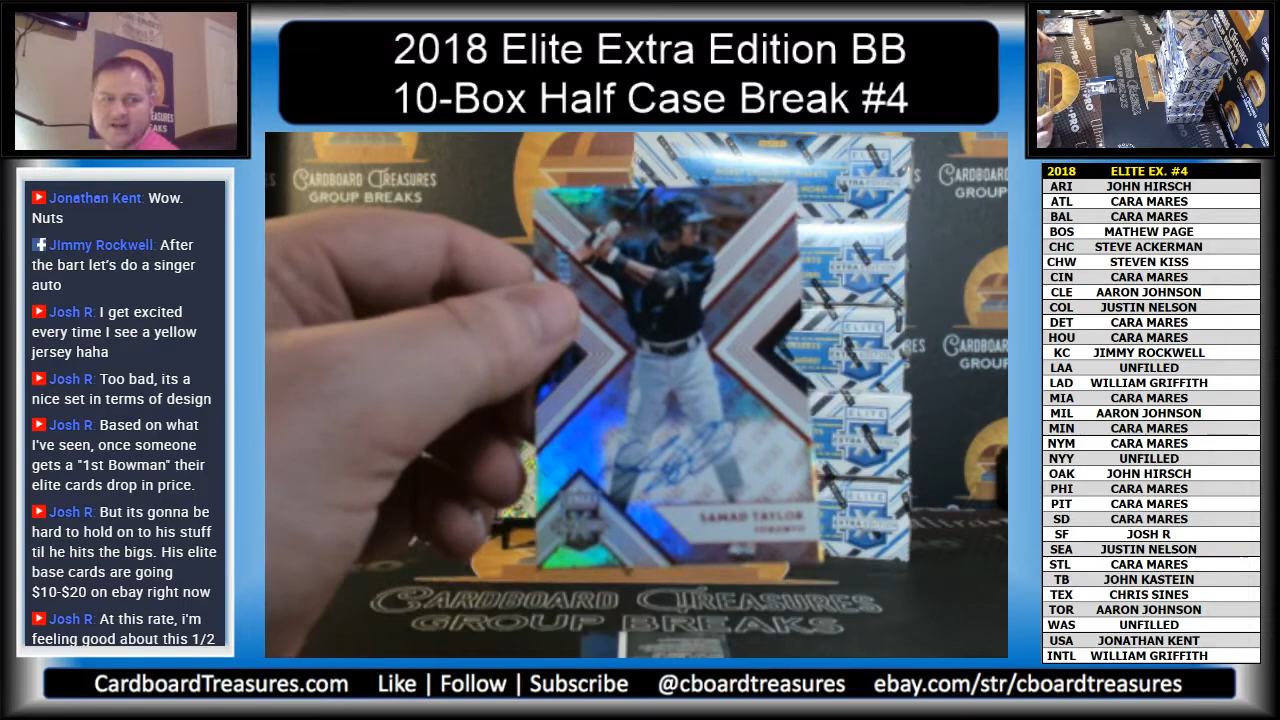 2018 Elite Extra Edition BB
10-Box Half Case Break #4
Jonathan Kent: Wow.
Nuts
JImmy Rockwell: After
the bart let's do a singer
auto
Josh R: I get excited
every time I see a yellow
jersey haha
Josh R: Too bad, its a
nice set in terms of design
Josh R: Based on what
I've seen, once someone
gets a "1st Bowman" their
elite cards drop in price.
Josh R: But its gonna be
hard to hold on to his stuff
til he hits the bigs. His elite
base cards are going
$10-$20 on ebay right now
Josh R: At this rate, i'm
feeling good about this 1/2
CARDBOARD TREASURES
GROUP BREAKS
ELITE
EXTRA EDITION
SAMAD TAYLOR
TORONTO
CARDBOARD TREASURES
GROUP BREAKS
2018 ELITE EX. #4
ARI JOHN HIRSCH
ATL CARA MARES
BAL CARA MARES
BOS MATHEW PAGE
CHC STEVE ACKERMAN
CHW STEVEN KISS
CIN CARA MARES
CLE AARON JOHNSON
COL JUSTIN NELSON
DET CARA MARES
HOU CARA MARES
KC JIMMY ROCKWELL
LAA UNFILLED
LAD WILLIAM GRIFFITH
MIA CARA MARES
MIL AARON JOHNSON
MIN CARA MARES
NYM CARA MARES
NYY UNFILLED
OAK JOHN HIRSCH
PHI CARA MARES
PIT CARA MARES
SD CARA MARES
SF JOSH R
SEA JUSTIN NELSON
STL CARA MARES
TB JOHN KASTEIN
TEX CHRIS SINES
TOR AARON JOHNSON
WAS UNFILLED
USA JONATHAN KENT
INTL WILLIAM GRIFFITH
CardboardTreasures.com Like | Follow | Subscribe @cboardtreasures ebay.com/str/cboardtreasures